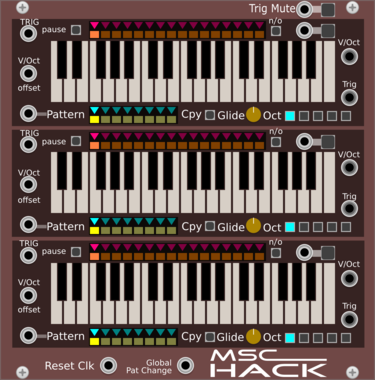 Trig Mute
TRIG
pause
n/o
V/Oct
V/Oct
offset
Trig
Pattern
Cpy
Glide
Oct
TRIG
pause
n/o
V/Oct
V/Oct
offset
Trig
Pattern
Cpy
Glide
Oct
TRIG
pause
n/o
V/Oct
V/Oct
offset
Trig
Pattern
Cpy
Glide
Oct
Reset Clk
Global
Pat Change
MSC
HACK